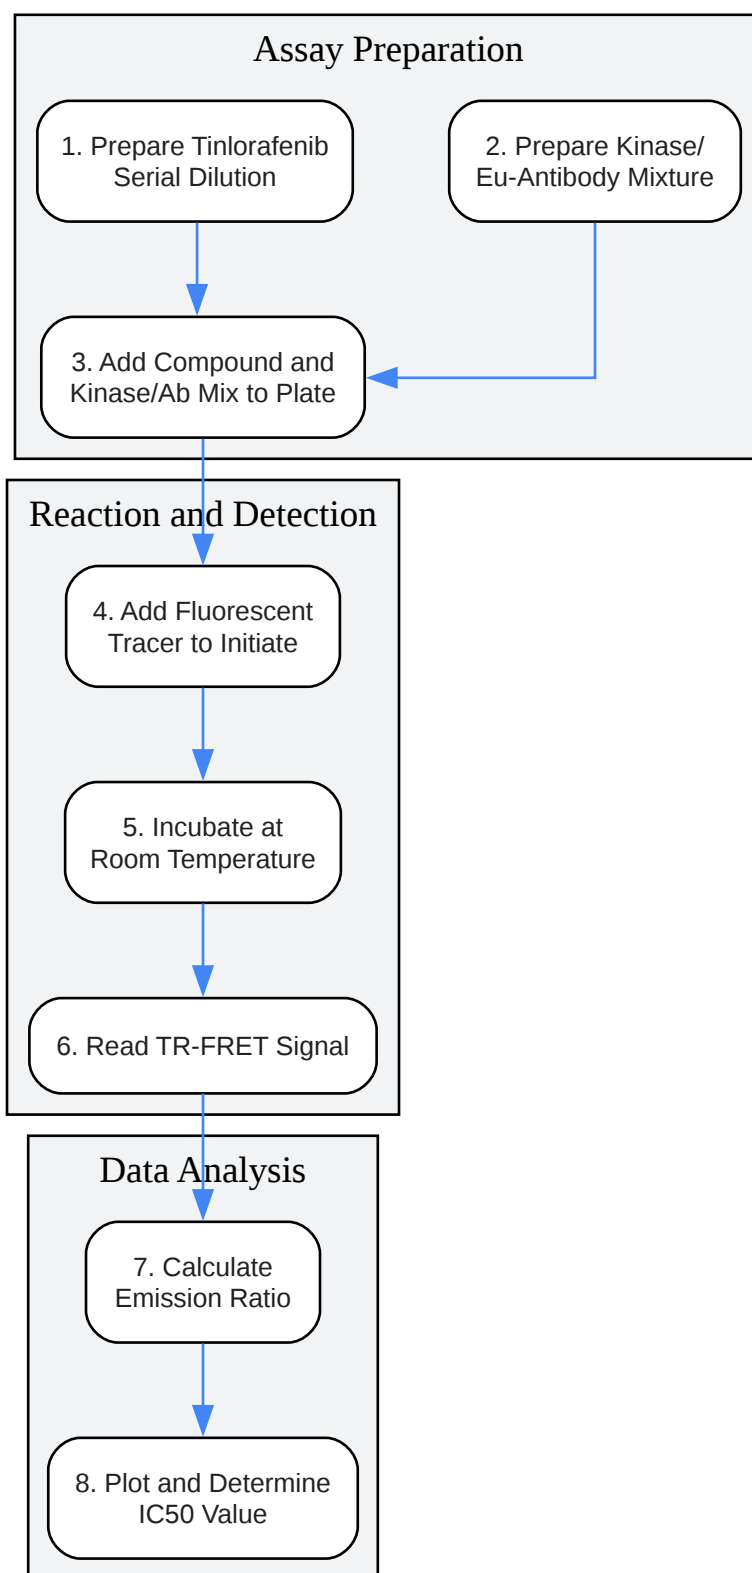 Assay Preparation
1. Prepare Tinlorafenib
Serial Dilution
2. Prepare Kinase/
Eu-Antibody Mixture
3. Add Compound and
Kinase/Ab Mix to Plate
Reaction and Detection
4. Add Fluorescent
Tracer to Initiate
5. Incubate at
Room Temperature
6. Read TR-FRET Signal
Data Analysis
7. Calculate
Emission Ratio
8. Plot and Determine
IC50 Value